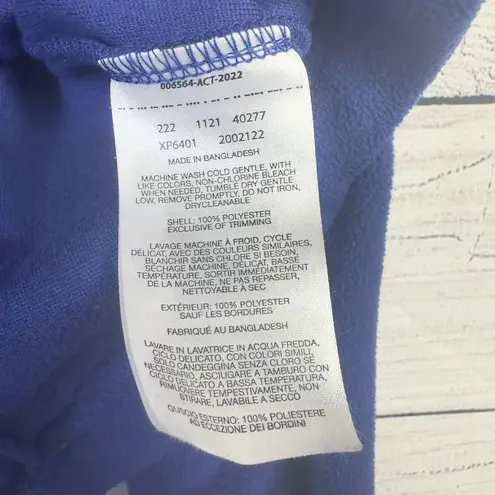 006564-ACT-2022
222 1121 40277
XP6401 2002122
MADE IN BANGLADESH
MACHINE WASH COLD GENTLE, WITH
LIKE COLORS, NON-CHLORINE BLEACH
WHEN NEEDED, TUMBLE DRY GENTLE
LOW, REMOVE PROMPTLY, DO NOT IRON,
DRYCLEANABLE
SHELL: 100% POLYESTER
EXCLUSIVE OF TRIMMING
LAVAGE MACHINE À FROID, CYCLE
DÉLICAT, AVEC DES COULEURS SIMILAIRES,
BLANCHIR SANS CHLORE SI BESOIN,
SÉCHAGE MACHINE, DÉLICAT, BASSE
TEMPÉRATURE, SORTIR IMMÉDIATEMENT
DE LA MACHINE, NE PAS REPASSER,
NETTOYABLE À SEC
EXTÉRIEUR: 100% POLYESTER
SAUF LES BORDURES
FABRIQUÉ AU BANGLADESH
LAVARE IN LAVATRICE IN ACQUA FREDDA,
CICLO DELICATO, CON COLORI SIMILI,
SOLO CANDEGGINA SENZA CLORO SE
NECESSARIO, ASCIUGARE A TAMBURO CON
CICLO DELICATO A BASSA TEMPERATURA,
RIMUOVERE TEMPESTIVAMENTE, NON
STIRARE, LAVABILE A SECCO
GUSCIO ESTERNO: 100% POLIESTERE
AD ECCEZIONE DEI BORDINI